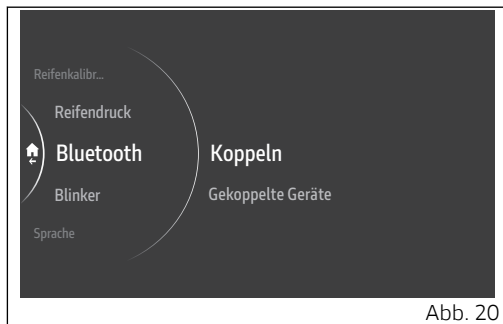 Reifenkalibr...
Reifendruck
Bluetooth
Blinker
Sprache
Koppeln
Gekoppelte Geräte
Abb. 20